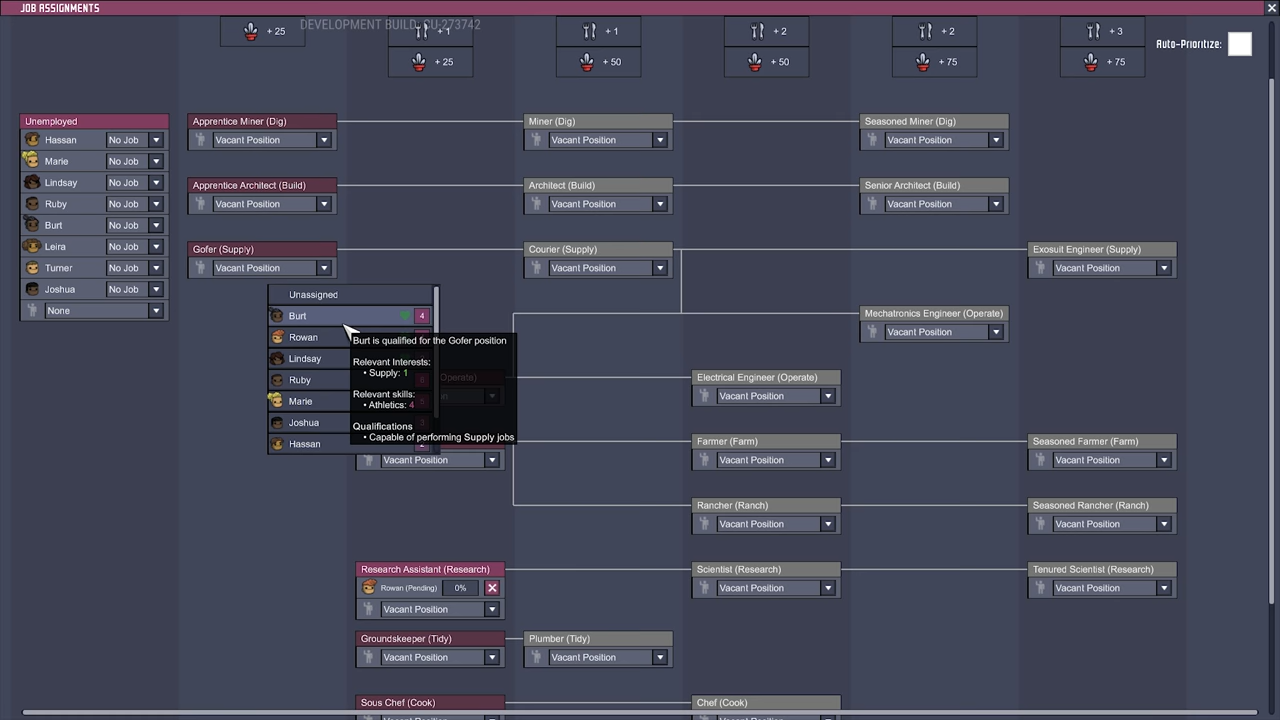 JOB ASSIGNMENTS
DEVELOPMENT BUILD: CU-273742
+ 25
+ 1
+ 25
+ 1
+ 50
+ 2
+ 50
+ 2
+ 75
+ 3
+ 75
Auto-Prioritize:
Unemployed
Hassan No Job
Marie No Job
Lindsay No Job
Ruby No Job
Burt No Job
Leira No Job
Turner No Job
Joshua No Job
None
Apprentice Miner (Dig)
Vacant Position
Miner (Dig)
Vacant Position
Seasoned Miner (Dig)
Vacant Position
Apprentice Architect (Build)
Vacant Position
Architect (Build)
Vacant Position
Senior Architect (Build)
Vacant Position
Gofer (Supply)
Vacant Position
Courier (Supply)
Vacant Position
Exosuit Engineer (Supply)
Vacant Position
Unassigned
Burt 4
Rowan
Lindsay
Ruby
Marie
Joshua
Hassan
Burt is qualified for the Gofer position
Relevant Interests:
• Supply: 1
Relevant skills:
• Athletics: 4
Qualifications
• Capable of performing Supply jobs
Mechatronics Engineer (Operate)
Vacant Position
Electrical Engineer (Operate)
Vacant Position
Vacant Position
Farmer (Farm)
Vacant Position
Seasoned Farmer (Farm)
Vacant Position
Rancher (Ranch)
Vacant Position
Seasoned Rancher (Ranch)
Vacant Position
Research Assistant (Research)
Rowan (Pending) 0%
Vacant Position
Scientist (Research)
Vacant Position
Tenured Scientist (Research)
Vacant Position
Groundskeeper (Tidy)
Vacant Position
Plumber (Tidy)
Vacant Position
Sous Chef (Cook)
Chef (Cook)